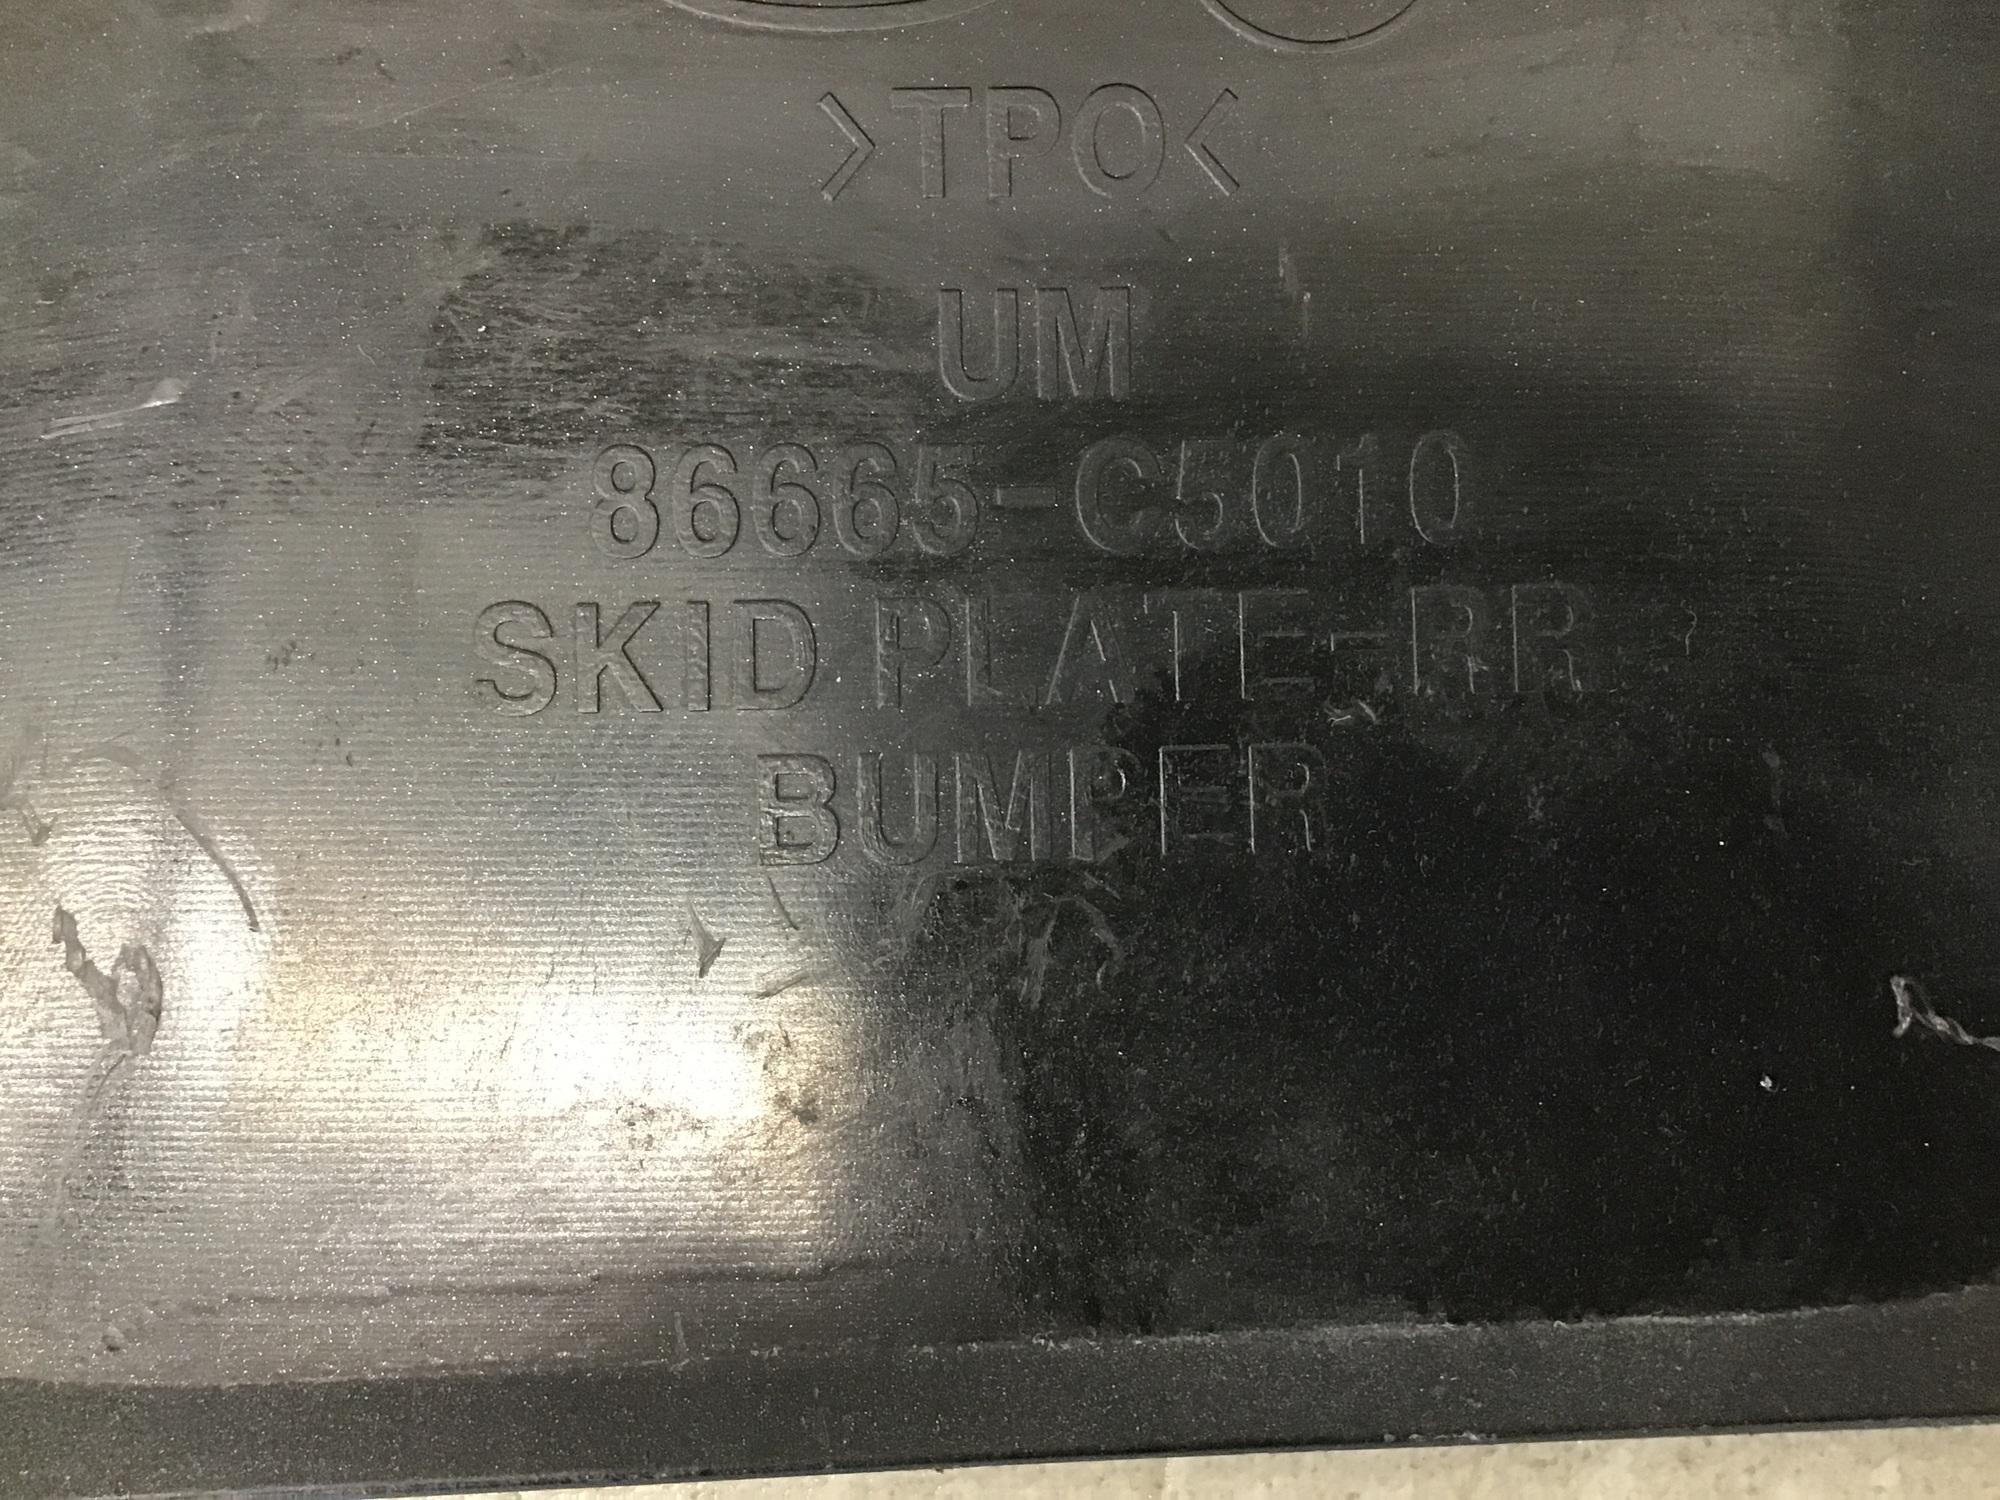 >TPO<
UM
86665-C5010
SKID PLATE-RR
BUMPER